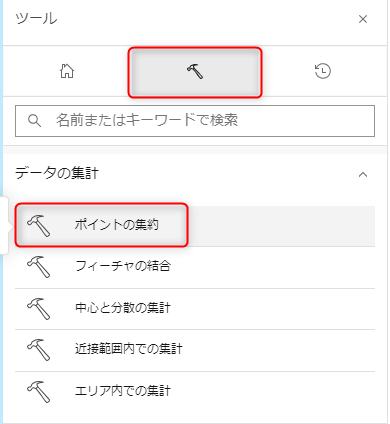 ツール
名前またはキーワードで検索
データの集計
ポイントの集約
フィーチャの結合
中心と分散の集計
近接範囲内での集計
エリア内での集計